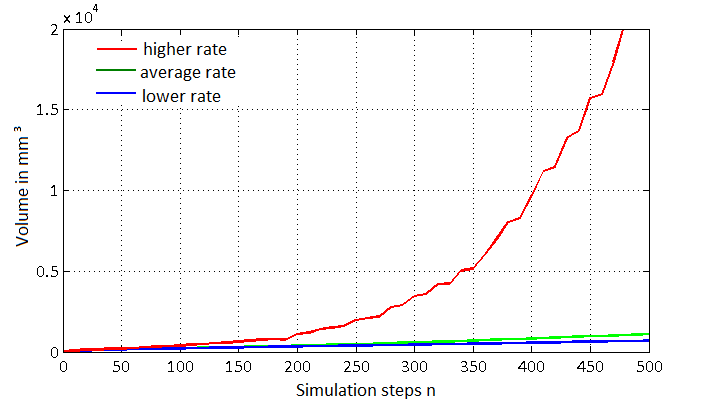 x 10⁴
2
higher rate
average rate
lower rate
1.5
1
0.5
0
Volume in mm ³
0 50 100 150 200 250 300 350 400 450 500
Simulation steps n